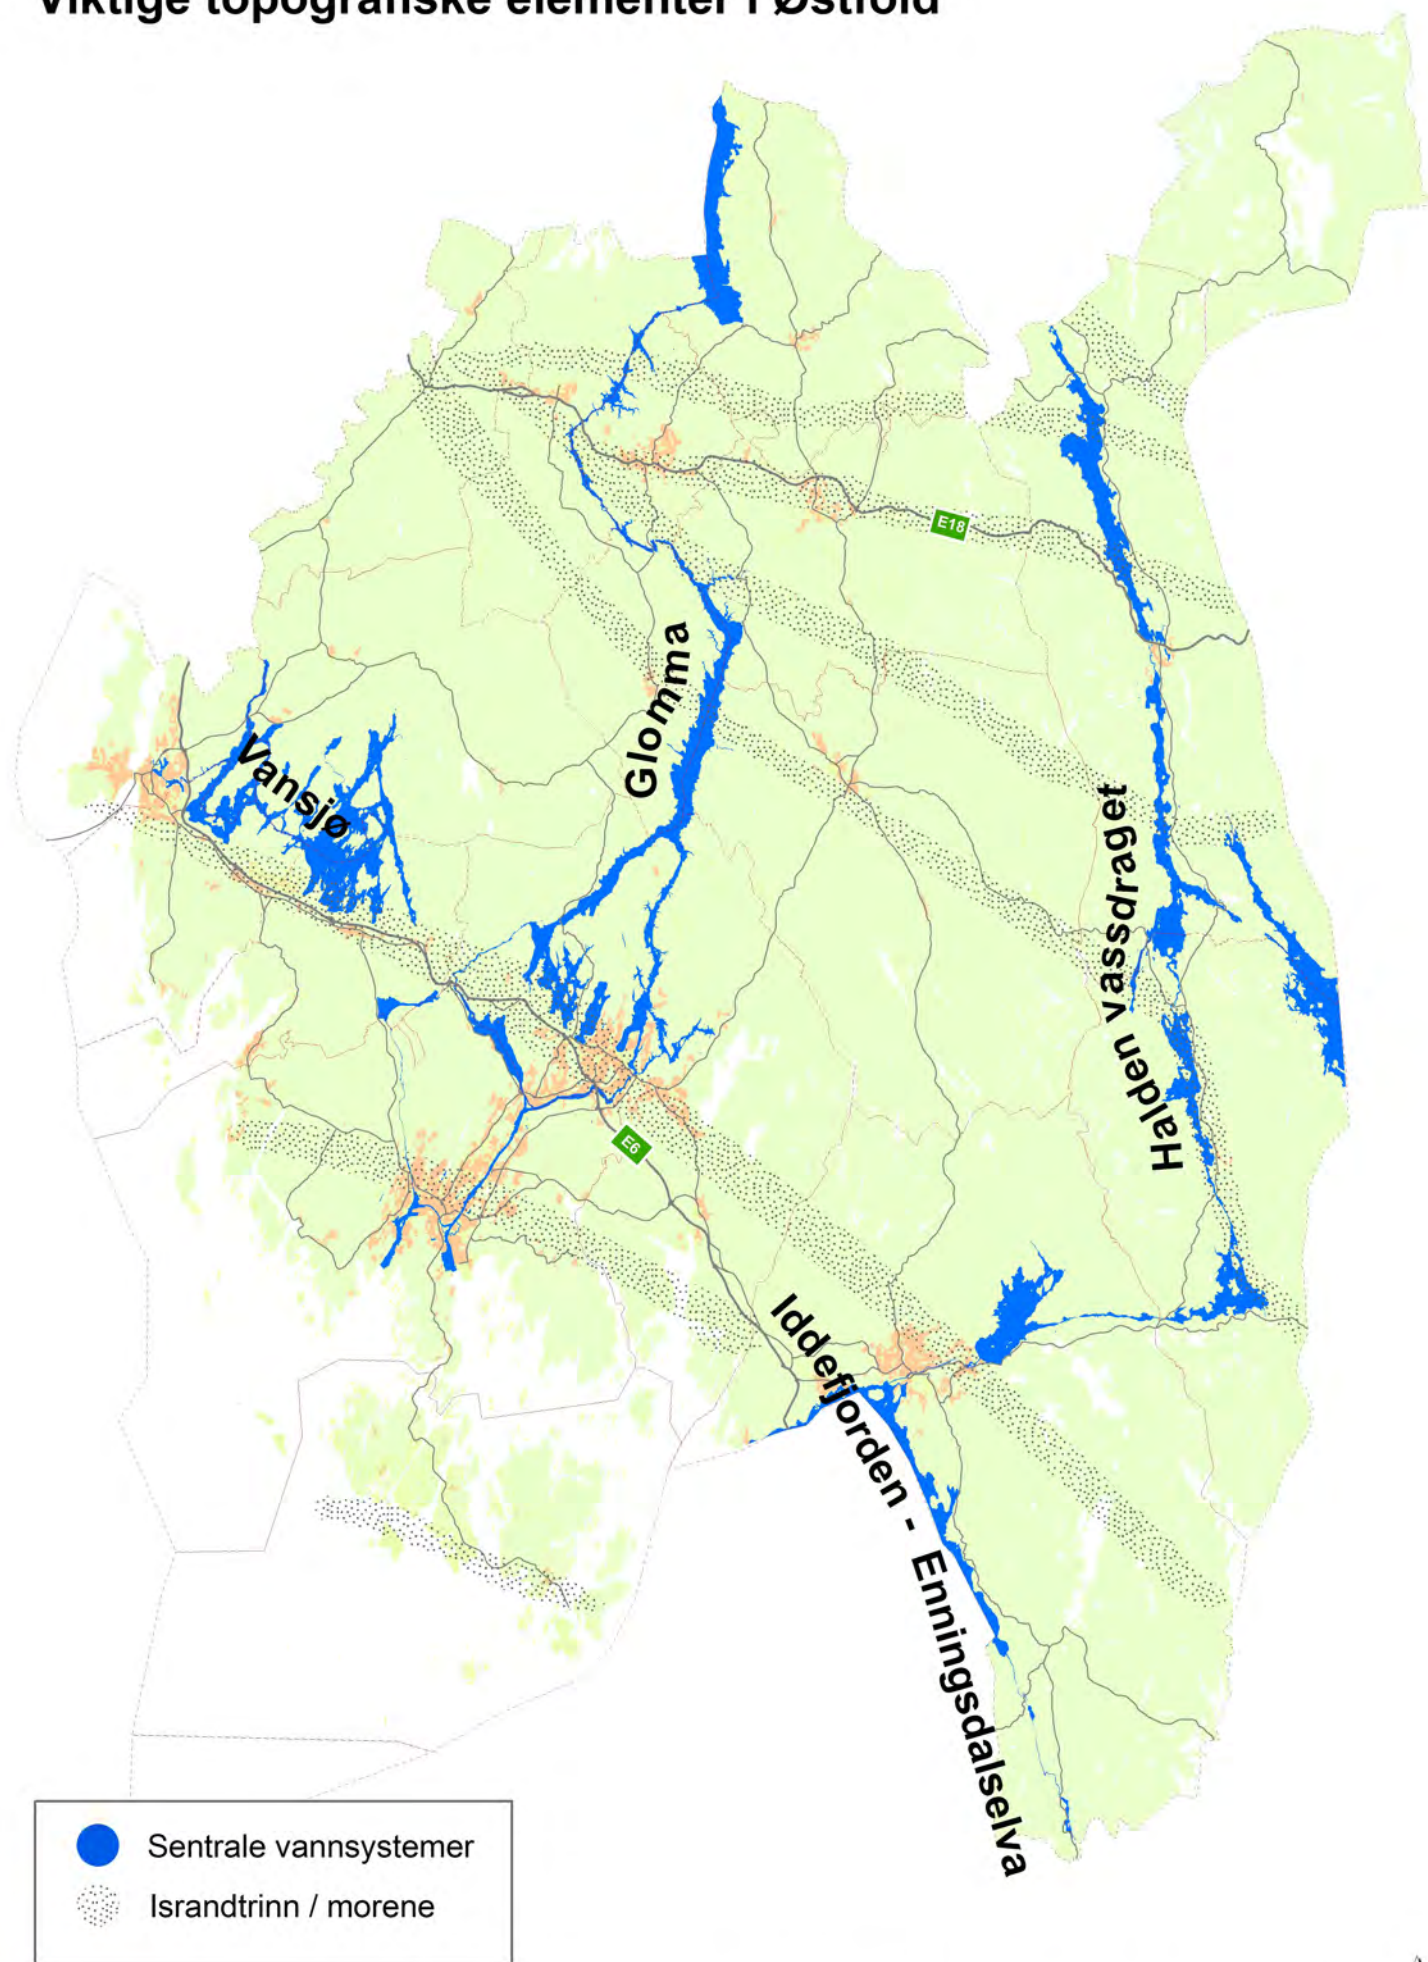 Viktige topografiske elementer i Østfold
E18
Glomma
Vansjø
Halden vassdraget
E6
Iddefjorden - Enningsdalselva
Sentrale vannsystemer
Israndtrinn / morene